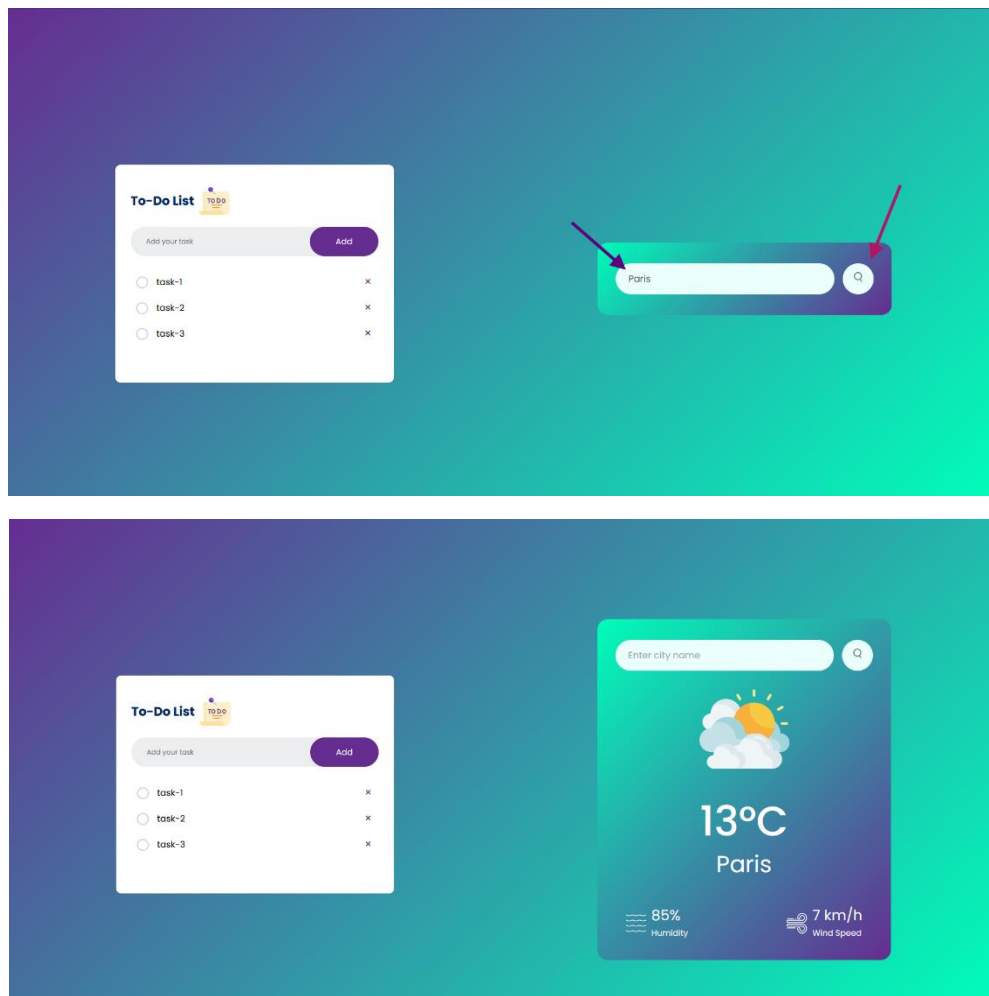 To-Do List TO DO
Add your task Add
task-1 ×
task-2 ×
task-3 ×
Paris
To-Do List TO DO
Add your task Add
task-1 ×
task-2 ×
task-3 ×
Enter city name
13°C
Paris
85%
Humidity
7 km/h
Wind Speed